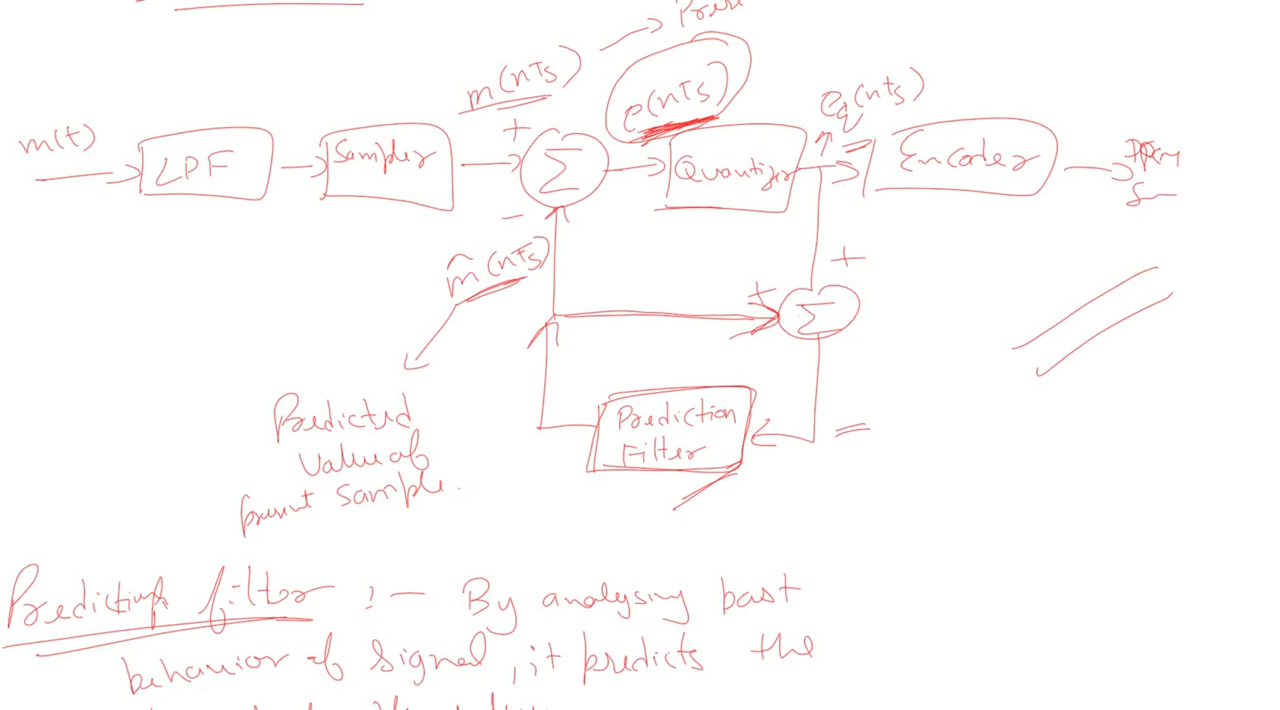 m(nTs)
e(nTs)
eq(nTs)
m(t)
LPF
Sampler
+
Σ
Quantizer
Encoder
-
m̂(nTs)
+
+
Σ
Prediction
Filter
Predicted
value of
present sample.
Prediction filter :- By analysing past
behavior of signal, it predicts the